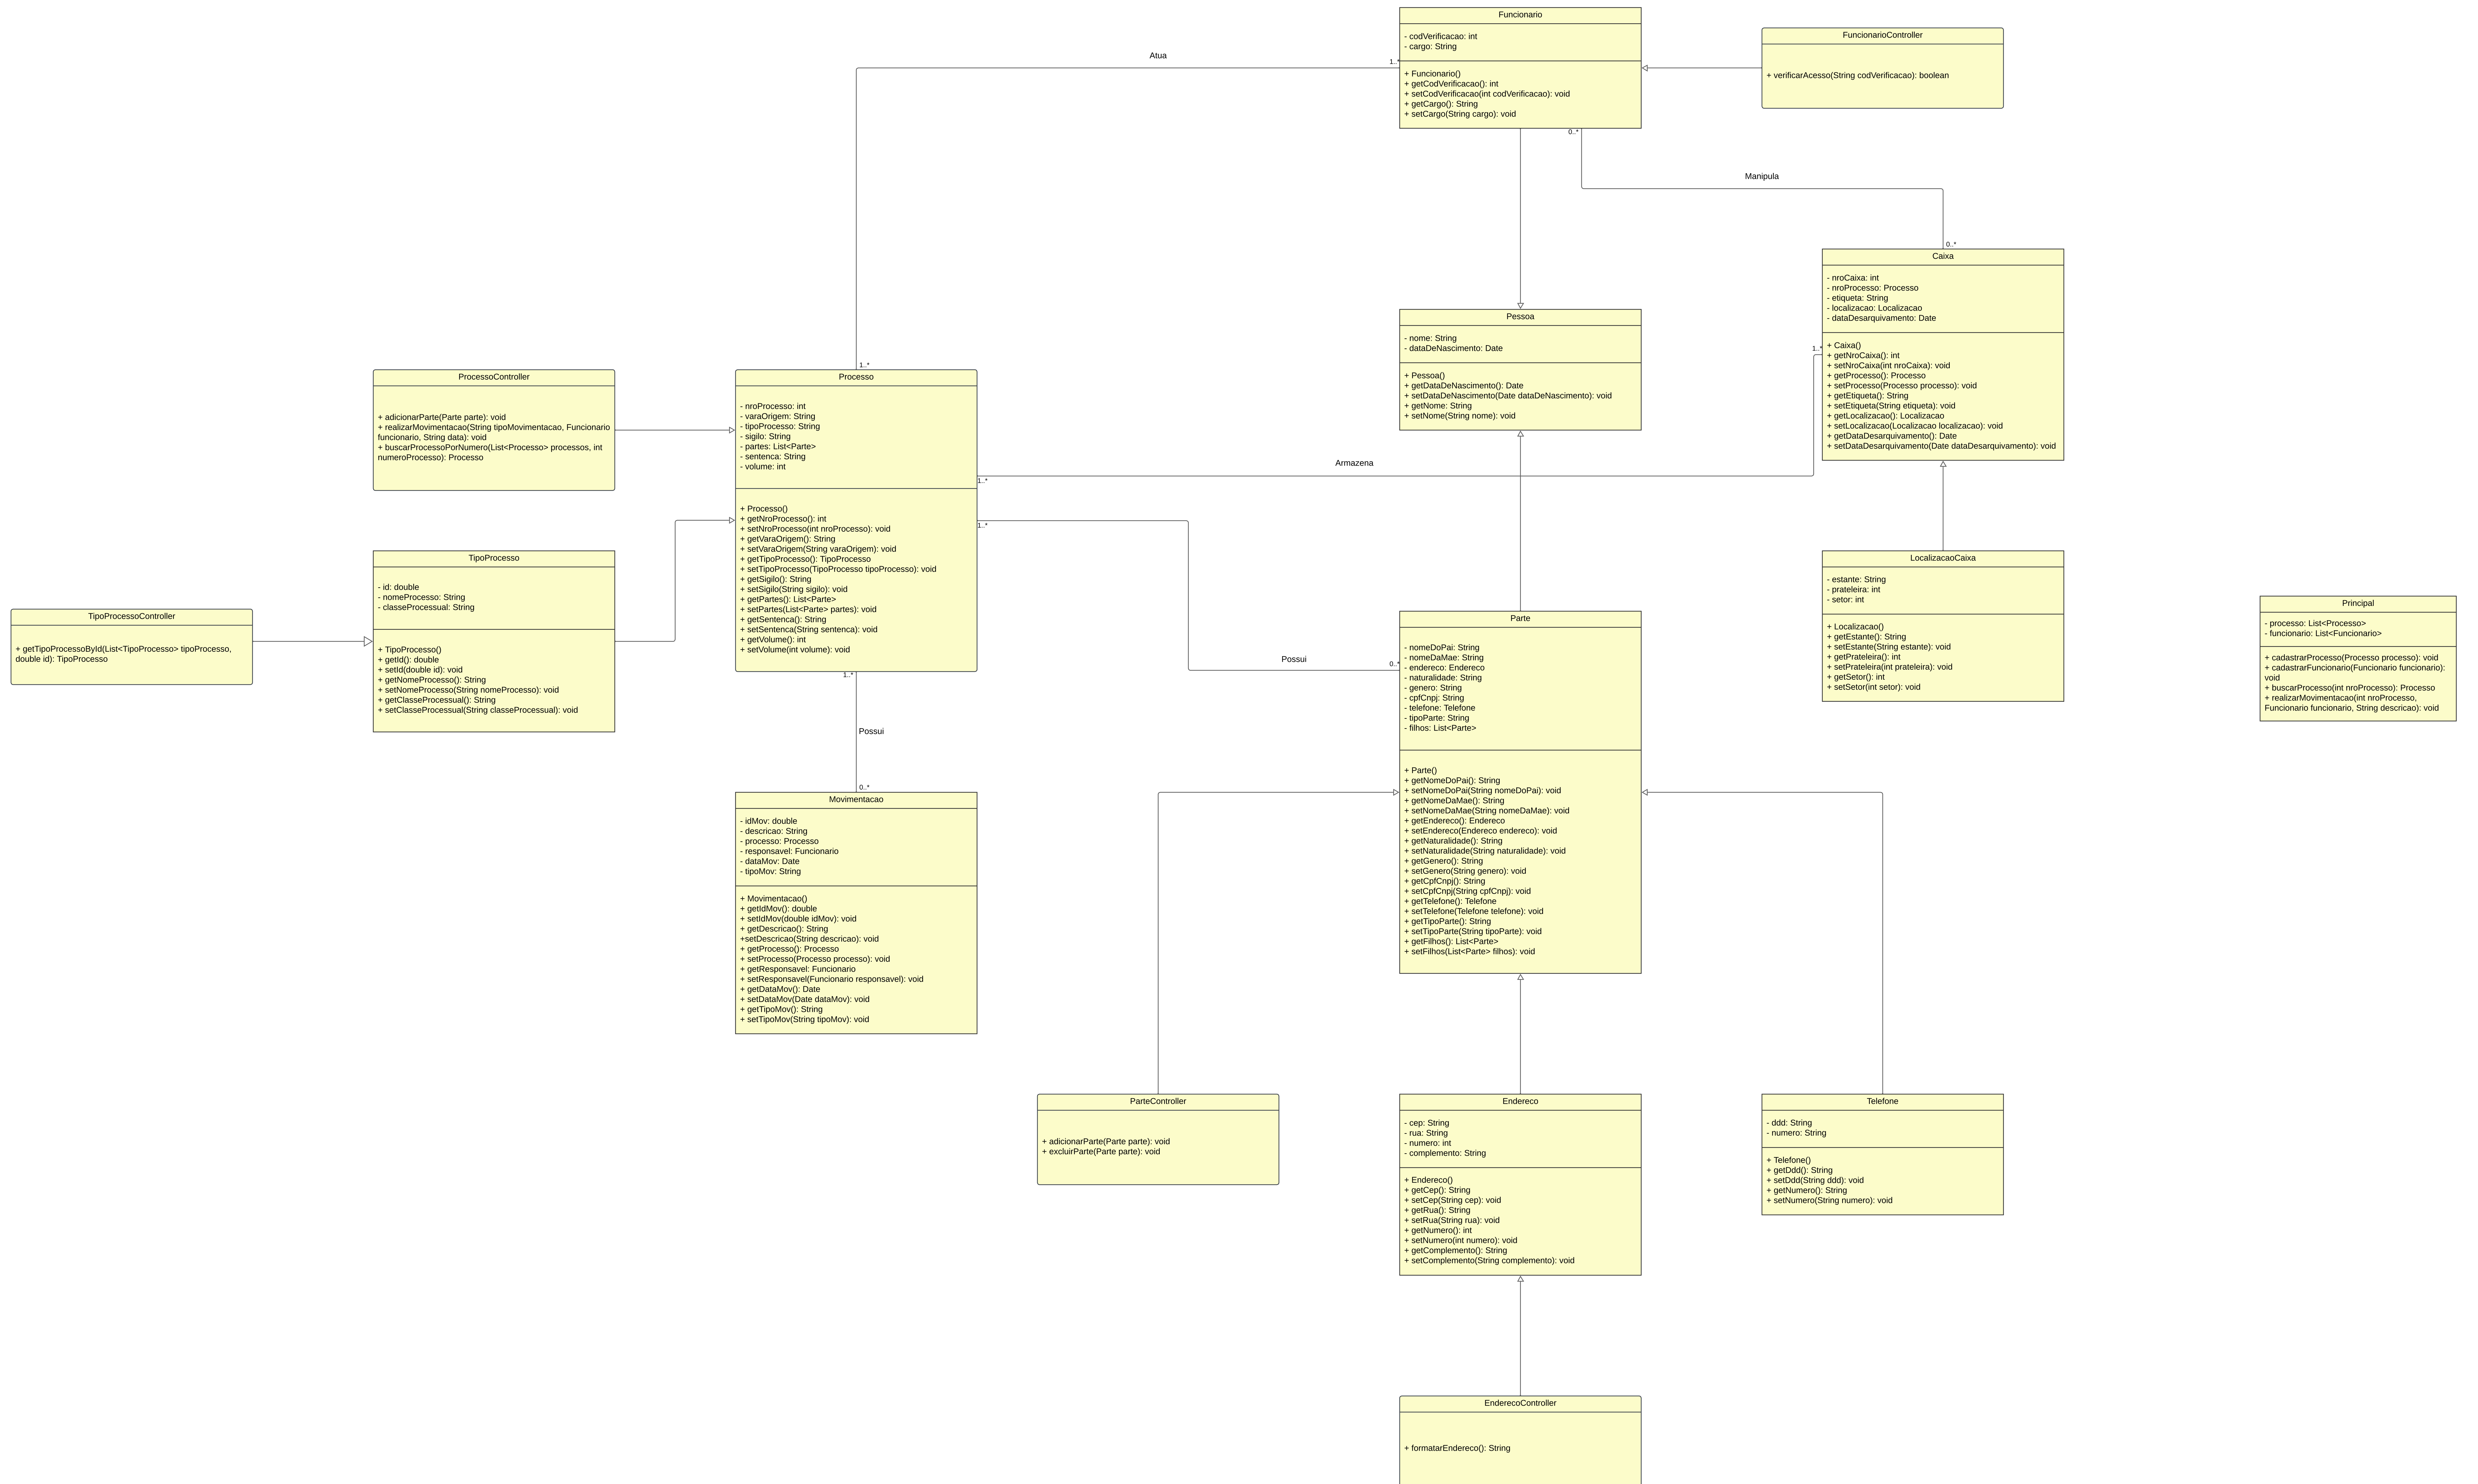 Funcionario
- codVerificacao: int
- cargo: String
+ Funcionario()
+ getCodVerificacao(): int
+ setCodVerificacao(int codVerificacao): void
+ getCargo(): String
+ setCargo(String cargo): void
FuncionarioController
+ verificarAcesso(String codVerificacao): boolean
Atua
1..*
1..*
0..*
Manipula
0..*
Caixa
- nroCaixa: int
- nroProcesso: Processo
- etiqueta: String
- localizacao: Localizacao
- dataDesarquivamento: Date
+ Caixa()
+ getNroCaixa(): int
+ setNroCaixa(int nroCaixa): void
+ getProcesso(): Processo
+ setProcesso(Processo processo): void
+ getEtiqueta(): String
+ setEtiqueta(String etiqueta): void
+ getLocalizacao(): Localizacao
+ setLocalizacao(Localizacao localizacao): void
+ getDataDesarquivamento(): Date
+ setDataDesarquivamento(Date dataDesarquivamento): void
Pessoa
- nome: String
- dataDeNascimento: Date
+ Pessoa()
+ getDataDeNascimento(): Date
+ setDataDeNascimento(Date dataDeNascimento): void
+ getNome: String
+ setNome(String nome): void
1..*
Armazena
1..*
ProcessoController
+ adicionarParte(Parte parte): void
+ realizarMovimentacao(String tipoMovimentacao, Funcionario
funcionario, String data): void
+ buscarProcessoPorNumero(List<Processo> processos, int
numeroProcesso): Processo
Processo
- nroProcesso: int
- varaOrigem: String
- tipoProcesso: String
- sigilo: String
- partes: List<Parte>
- sentenca: String
- volume: int
+ Processo()
+ getNroProcesso(): int
+ setNroProcesso(int nroProcesso): void
+ getVaraOrigem(): String
+ setVaraOrigem(String varaOrigem): void
+ getTipoProcesso(): TipoProcesso
+ setTipoProcesso(TipoProcesso tipoProcesso): void
+ getSigilo(): String
+ setSigilo(String sigilo): void
+ getPartes(): List<Parte>
+ setPartes(List<Parte> partes): void
+ getSentenca(): String
+ setSentenca(String sentenca): void
+ getVolume(): int
+ setVolume(int volume): void
1..*
Possui
0..*
TipoProcesso
- id: double
- nomeProcesso: String
- classeProcessual: String
+ TipoProcesso()
+ getId(): double
+ setId(double id): void
+ getNomeProcesso(): String
+ setNomeProcesso(String nomeProcesso): void
+ getClasseProcessual(): String
+ setClasseProcessual(String classeProcessual): void
TipoProcessoController
+ getTipoProcessoById(List<TipoProcesso> tipoProcesso,
double id): TipoProcesso
LocalizacaoCaixa
- estante: String
- prateleira: int
- setor: int
+ Localizacao()
+ getEstante(): String
+ setEstante(String estante): void
+ getPrateleira(): int
+ setPrateleira(int prateleira): void
+ getSetor(): int
+ setSetor(int setor): void
Principal
- processo: List<Processo>
- funcionario: List<Funcionario>
+ cadastrarProcesso(Processo processo): void
+ cadastrarFuncionario(Funcionario funcionario):
void
+ buscarProcesso(int nroProcesso): Processo
+ realizarMovimentacao(int nroProcesso,
Funcionario funcionario, String descricao): void
Parte
- nomeDoPai: String
- nomeDaMae: String
- endereco: Endereco
- naturalidade: String
- genero: String
- cpfCnpj: String
- telefone: Telefone
- tipoParte: String
- filhos: List<Parte>
+ Parte()
+ getNomeDoPai(): String
+ setNomeDoPai(String nomeDoPai): void
+ getNomeDaMae(): String
+ setNomeDaMae(String nomeDaMae): void
+ getEndereco(): Endereco
+ setEndereco(Endereco endereco): void
+ getNaturalidade(): String
+ setNaturalidade(String naturalidade): void
+ getGenero(): String
+ setGenero(String genero): void
+ getCpfCnpj(): String
+ setCpfCnpj(String cpfCnpj): void
+ getTelefone(): Telefone
+ setTelefone(Telefone telefone): void
+ getTipoParte(): String
+ setTipoParte(String tipoParte): void
+ getFilhos(): List<Parte>
+ setFilhos(List<Parte> filhos): void
1..*
Possui
0..*
Movimentacao
- idMov: double
- descricao: String
- processo: Processo
- responsavel: Funcionario
- dataMov: Date
- tipoMov: String
+ Movimentacao()
+ getIdMov(): double
+ setIdMov(double idMov): void
+ getDescricao(): String
+setDescricao(String descricao): void
+ getProcesso(): Processo
+ setProcesso(Processo processo): void
+ getResponsavel: Funcionario
+ setResponsavel(Funcionario responsavel): void
+ getDataMov(): Date
+ setDataMov(Date dataMov): void
+ getTipoMov(): String
+ setTipoMov(String tipoMov): void
ParteController
+ adicionarParte(Parte parte): void
+ excluirParte(Parte parte): void
Endereco
- cep: String
- rua: String
- numero: int
- complemento: String
+ Endereco()
+ getCep(): String
+ setCep(String cep): void
+ getRua(): String
+ setRua(String rua): void
+ getNumero(): int
+ setNumero(int numero): void
+ getComplemento(): String
+ setComplemento(String complemento): void
Telefone
- ddd: String
- numero: String
+ Telefone()
+ getDdd(): String
+ setDdd(String ddd): void
+ getNumero(): String
+ setNumero(String numero): void
EnderecoController
+ formatarEndereco(): String